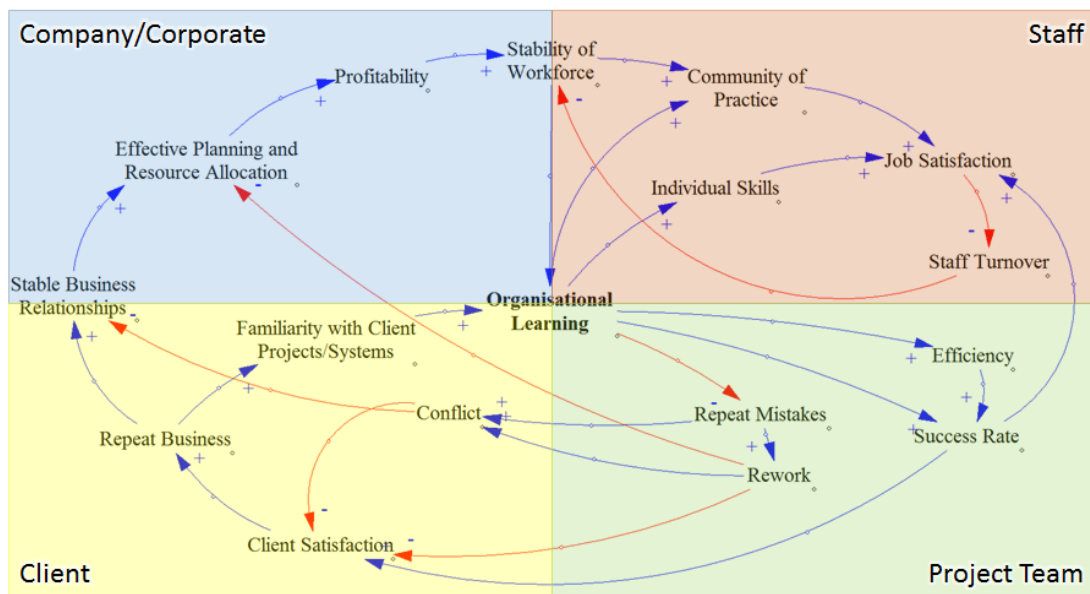 Company/Corporate
Staff
Stability of
Workforce
Profitability
Community of
Practice
Effective Planning and
Resource Allocation
Job Satisfaction
Individual Skills
Staff Turnover
Stable Business
Relationships
Organisational
Learning
Familiarity with Client
Projects/Systems
Efficiency
Conflict
Repeat Mistakes
Repeat Business
Success Rate
Rework
Client Satisfaction
Client
Project Team